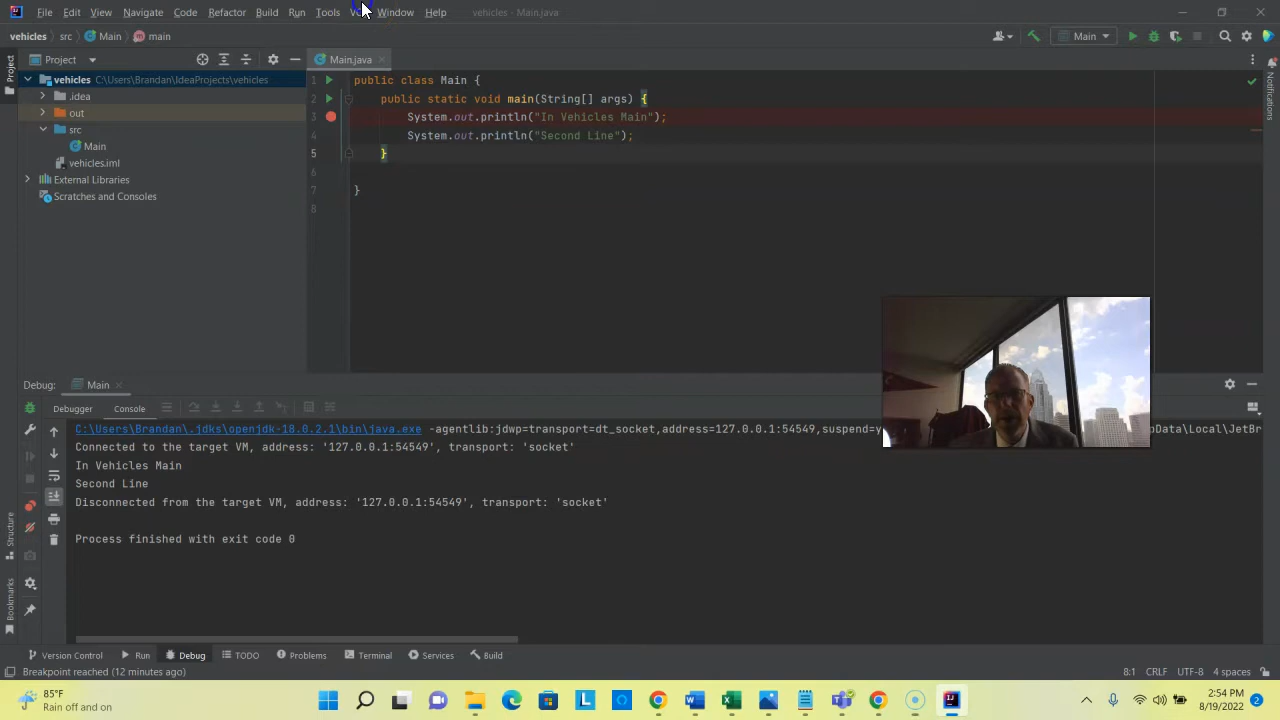 File Edit View Navigate Code Refactor Build Run Tools Window Help vehicles - Main.java
vehicles src Main main Main
Project Main.java
Project
Notifications
vehicles C:\Users\Brandan\IdeaProjects\vehicles
.idea
out
src
Main
vehicles.iml
External Libraries
Scratches and Consoles
1 public class Main {
2 public static void main(String[] args) {
3 System.out.println("In Vehicles Main");
4 System.out.println("Second Line");
5 }
6
7 }
8
Debug: Main
Debugger Console
C:\Users\Brandan\.jdks\openjdk-18.0.2.1\bin\java.exe -agentlib:jdwp=transport=dt_socket,address=127.0.0.1:54549,suspend=y pData\Local\JetBr
Connected to the target VM, address: '127.0.0.1:54549', transport: 'socket'
In Vehicles Main
Second Line
Disconnected from the target VM, address: '127.0.0.1:54549', transport: 'socket'
Process finished with exit code 0
Structure
Bookmarks
Version Control Run Debug TODO Problems Terminal Services Build
Breakpoint reached (12 minutes ago) 8:1 CRLF UTF-8 4 spaces
85°F
Rain off and on
2:54 PM
8/19/2022
2